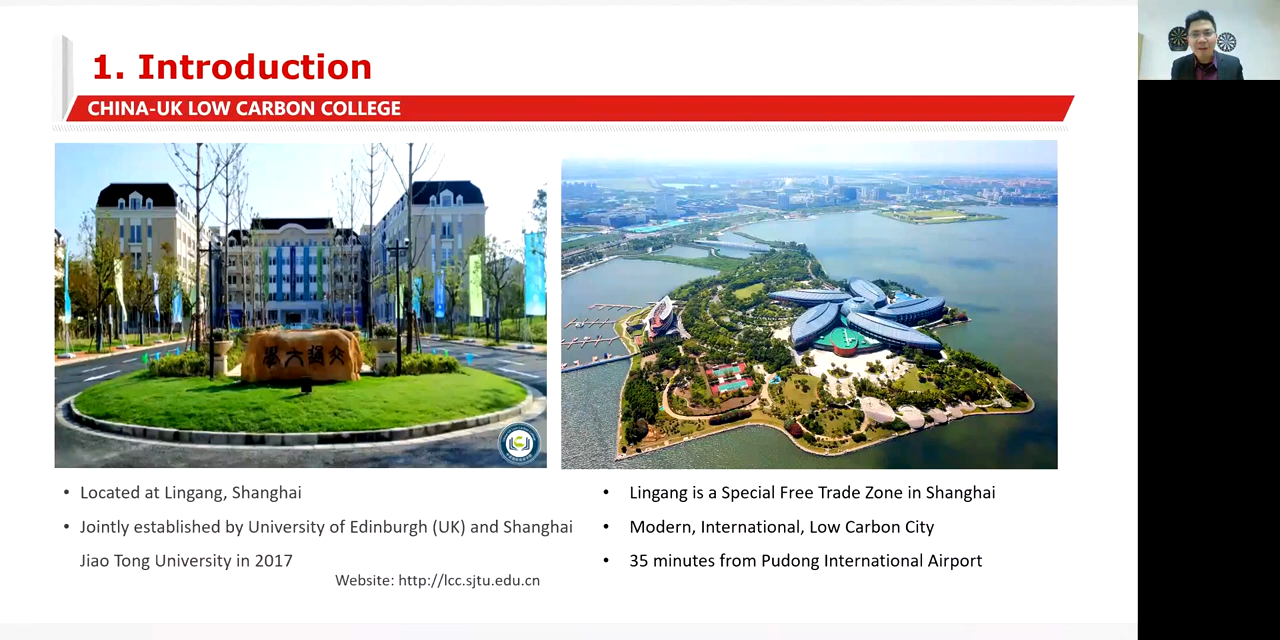 1. Introduction
CHINA-UK LOW CARBON COLLEGE
• Located at Lingang, Shanghai
• Jointly established by University of Edinburgh (UK) and Shanghai
Jiao Tong University in 2017
Website: http://lcc.sjtu.edu.cn
• Lingang is a Special Free Trade Zone in Shanghai
• Modern, International, Low Carbon City
• 35 minutes from Pudong International Airport